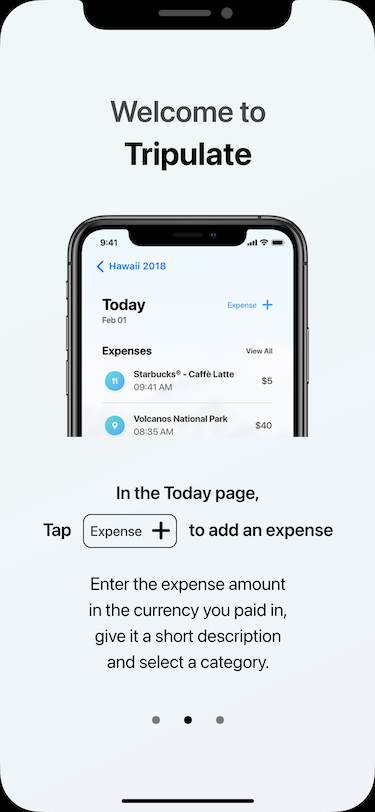 Welcome to
Tripulate
9:41
Hawaii 2018
Today
Expense +
Feb 01
Expenses
View All
Starbucks® - Caffè Latte
09:41 AM
$5
Volcanos National Park
08:35 AM
$40
In the Today page,
Tap Expense + to add an expense
Enter the expense amount
in the currency you paid in,
give it a short description
and select a category.